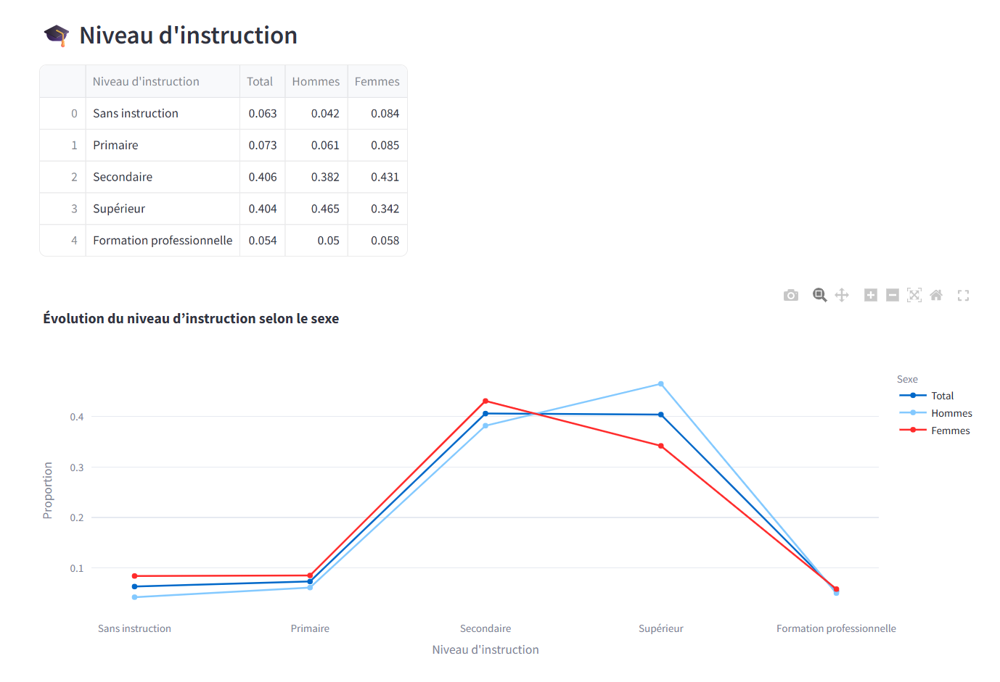 Niveau d'instruction
Niveau d'instruction Total Hommes Femmes
0 Sans instruction 0.063 0.042 0.084
1 Primaire 0.073 0.061 0.085
2 Secondaire 0.406 0.382 0.431
3 Supérieur 0.404 0.465 0.342
4 Formation professionnelle 0.054 0.05 0.058
Évolution du niveau d’instruction selon le sexe
Sexe
Total
Hommes
Femmes
Proportion
0.4
0.3
0.2
0.1
Sans instruction Primaire Secondaire Supérieur Formation professionnelle
Niveau d'instruction